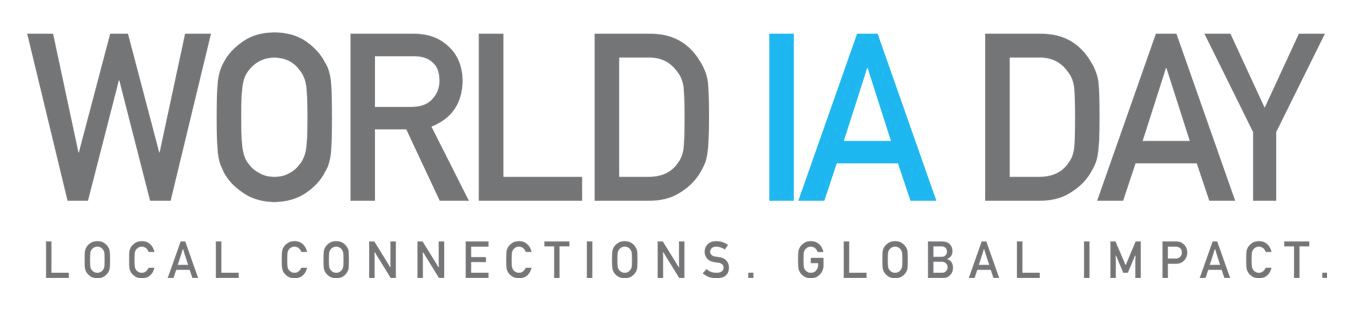 WORLD IA DAY
LOCAL CONNECTIONS. GLOBAL IMPACT.